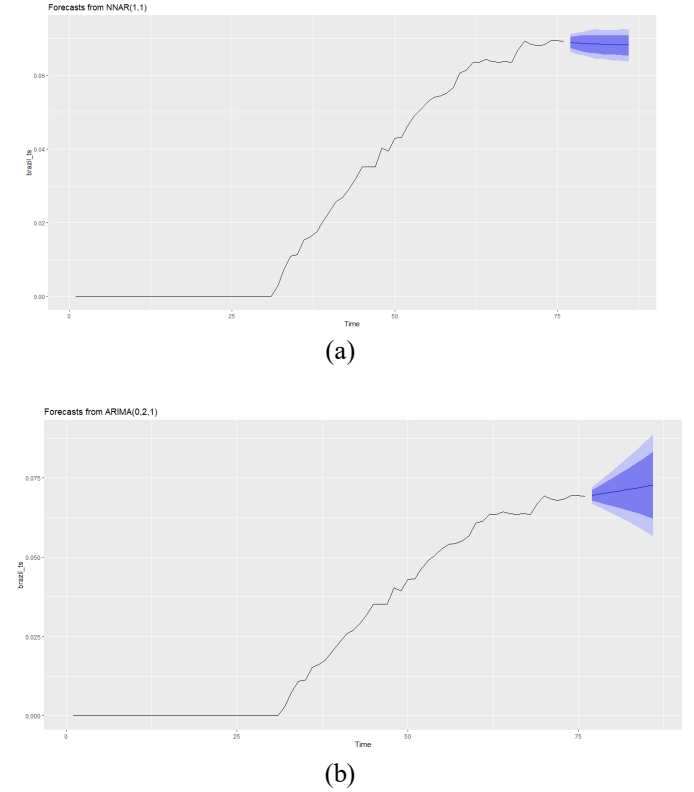 Forecasts from NNAR(1,1)
0.06
0.04
0.02
0.00
brazil_ts
0
25
50
75
Time
(a)
Forecasts from ARIMA(0,2,1)
0.075
0.050
0.025
0.000
brazil_ts
0
25
50
75
Time
(b)